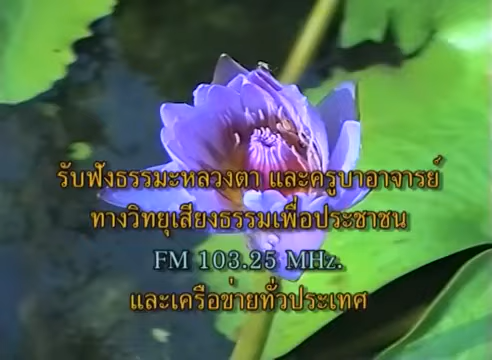 รับฟังธรรมะหลวงตา และครูบาอาจารย์
ทางวิทยุเสียงธรรมเพื่อประชาชน
FM 103.25 MHz.
และเครือข่ายทั่วประเทศ